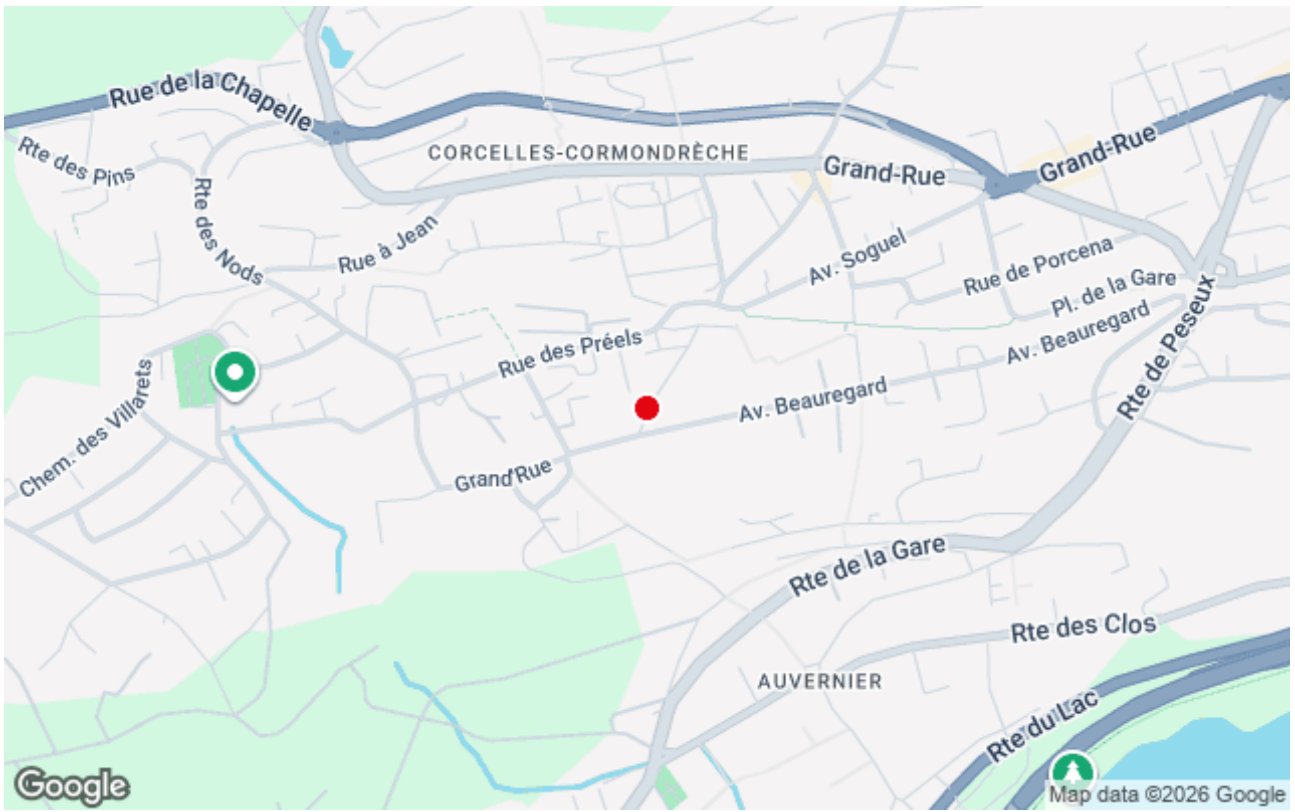 Rue de la Chapelle
Grand-Rue
CORCELLES-CORMONDRÈCHE
Grand-Rue
Rte des Pins
Rte des Nods
Rue à Jean
Av. Soguel
Rue de Porcena
Pl. de la Gare
Av. Beauregard
Rte de Peseux
Rue des Préels
Av. Beauregard
Chem. des Villarets
Grand'Rue
Rte de la Gare
Rte des Clos
AUVERNIER
Rte du Lac
Google
Map data ©2026 Google